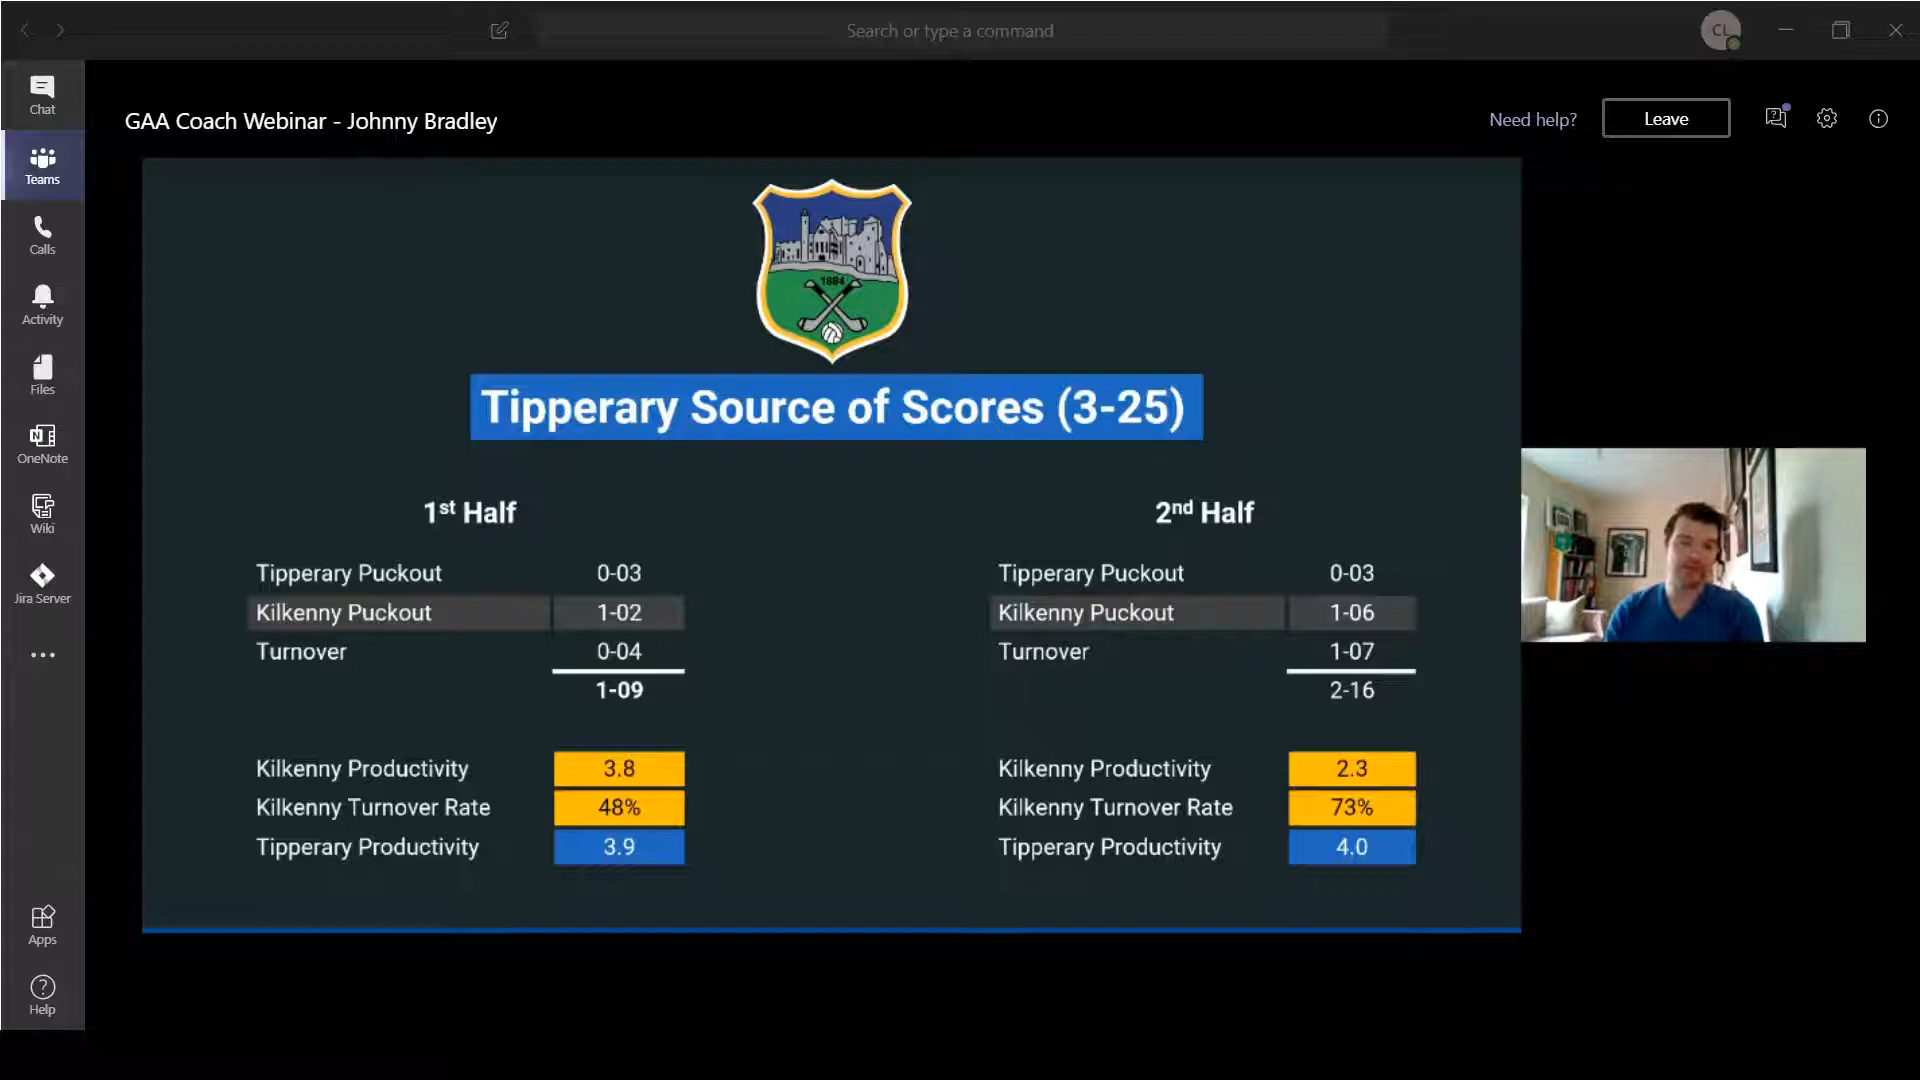 Search or type a command
CL
Chat
Teams
Calls
Activity
Files
OneNote
Wiki
Jira Server
Apps
Help
GAA Coach Webinar - Johnny Bradley
Need help?
Leave
1884
Tipperary Source of Scores (3-25)
1st Half
Tipperary Puckout 0-03
Kilkenny Puckout 1-02
Turnover 0-04
1-09
Kilkenny Productivity 3.8
Kilkenny Turnover Rate 48%
Tipperary Productivity 3.9
2nd Half
Tipperary Puckout 0-03
Kilkenny Puckout 1-06
Turnover 1-07
2-16
Kilkenny Productivity 2.3
Kilkenny Turnover Rate 73%
Tipperary Productivity 4.0